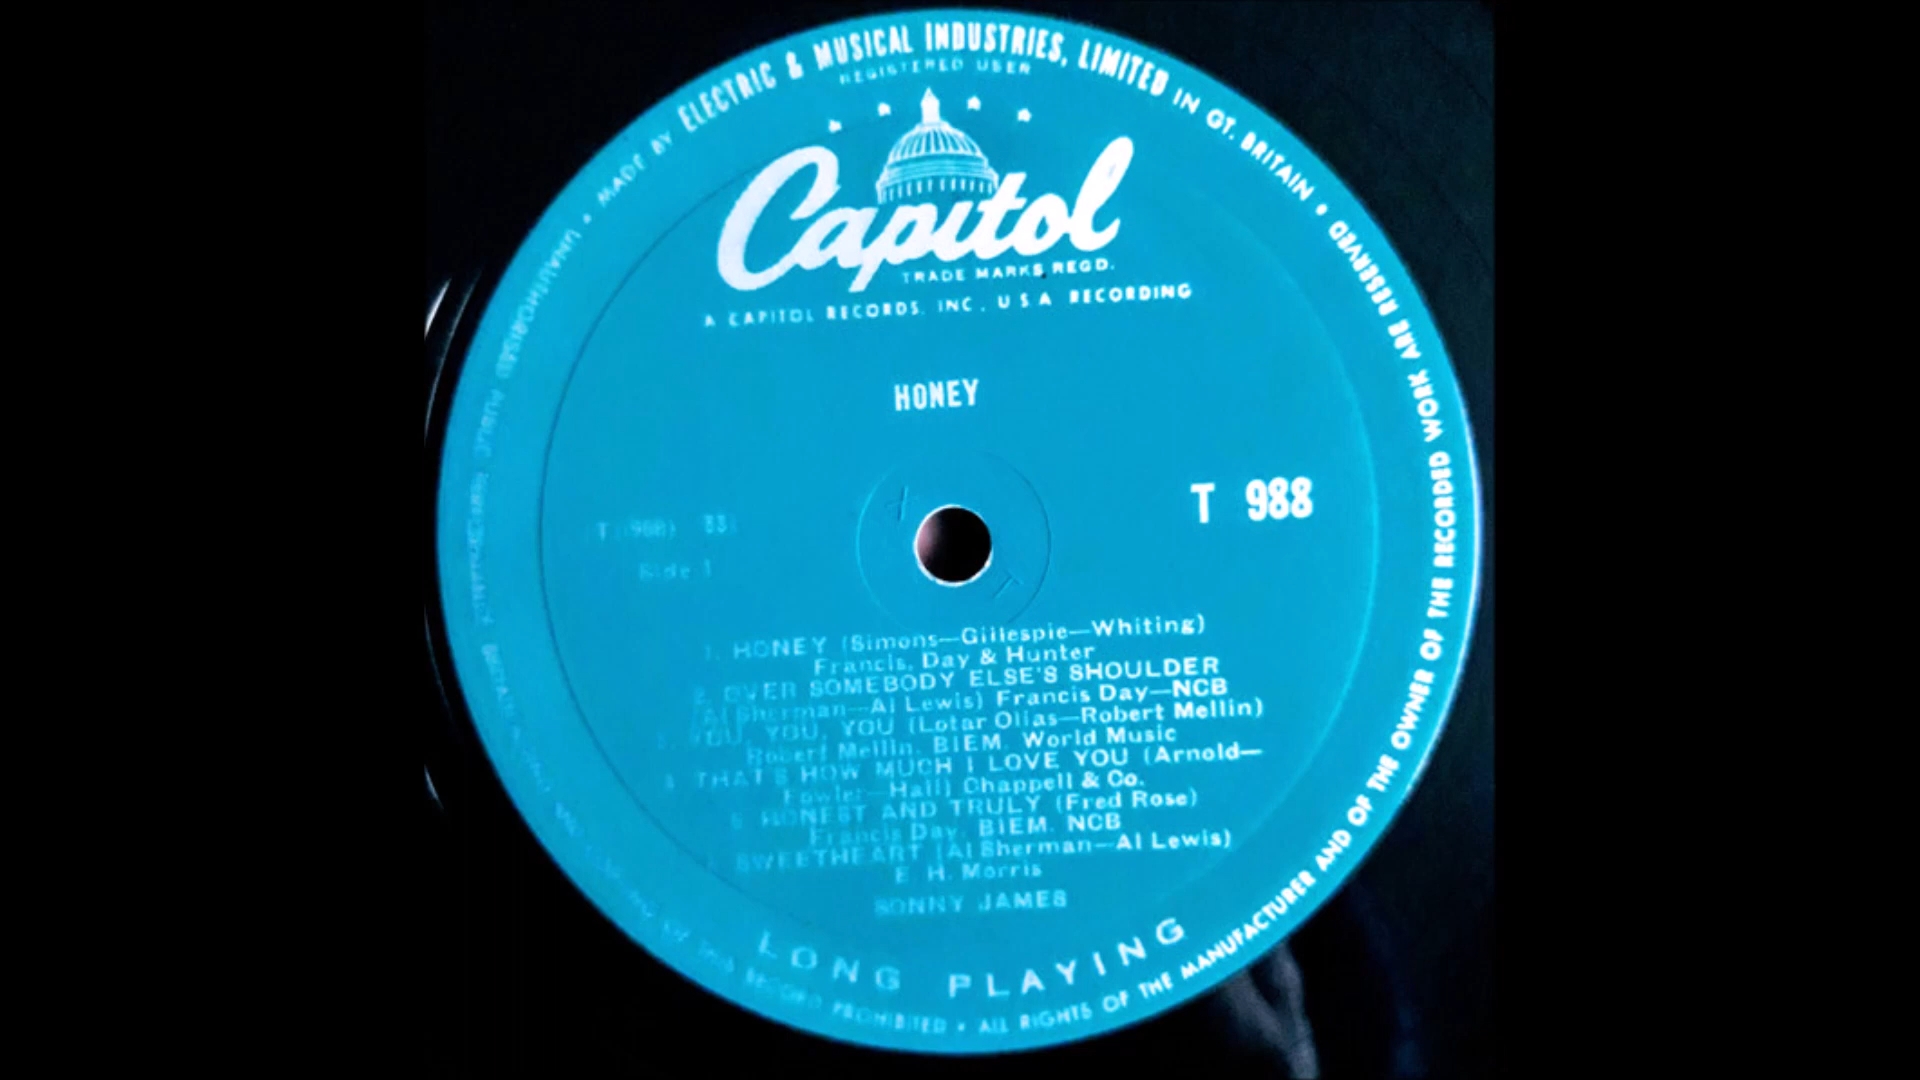 MADE BY ELECTRIC & MUSICAL INDUSTRIES, LIMITED IN GT. BRITAIN • ALL RIGHTS OF THE MANUFACTURER AND OF THE OWNER OF THE RECORDED WORK ARE RESERVED
UNAUTHORISED PUBLIC
RECORD PROHIBITED
REGISTERED USER
Capitol
TRADE MARKS REGD.
A CAPITOL RECORDS, INC., U S A RECORDING
HONEY
T 988
Side 1
1. HONEY (Simons—Gillespie—Whiting)
Francis, Day & Hunter
2. OVER SOMEBODY ELSE'S SHOULDER
(Al Sherman—Al Lewis) Francis Day—NCB
YOU, YOU, YOU (Lotar Olias—Robert Mellin)
Robert Mellin. BIEM. World Music
4. THAT'S HOW MUCH I LOVE YOU (Arnold—
Fowler—Hall) Chappell & Co.
5. HONEST AND TRULY (Fred Rose)
Francis Day. BIEM. NCB
SWEETHEART (Al Sherman—Al Lewis)
E. H. Morris
SONNY JAMES
LONG PLAYING